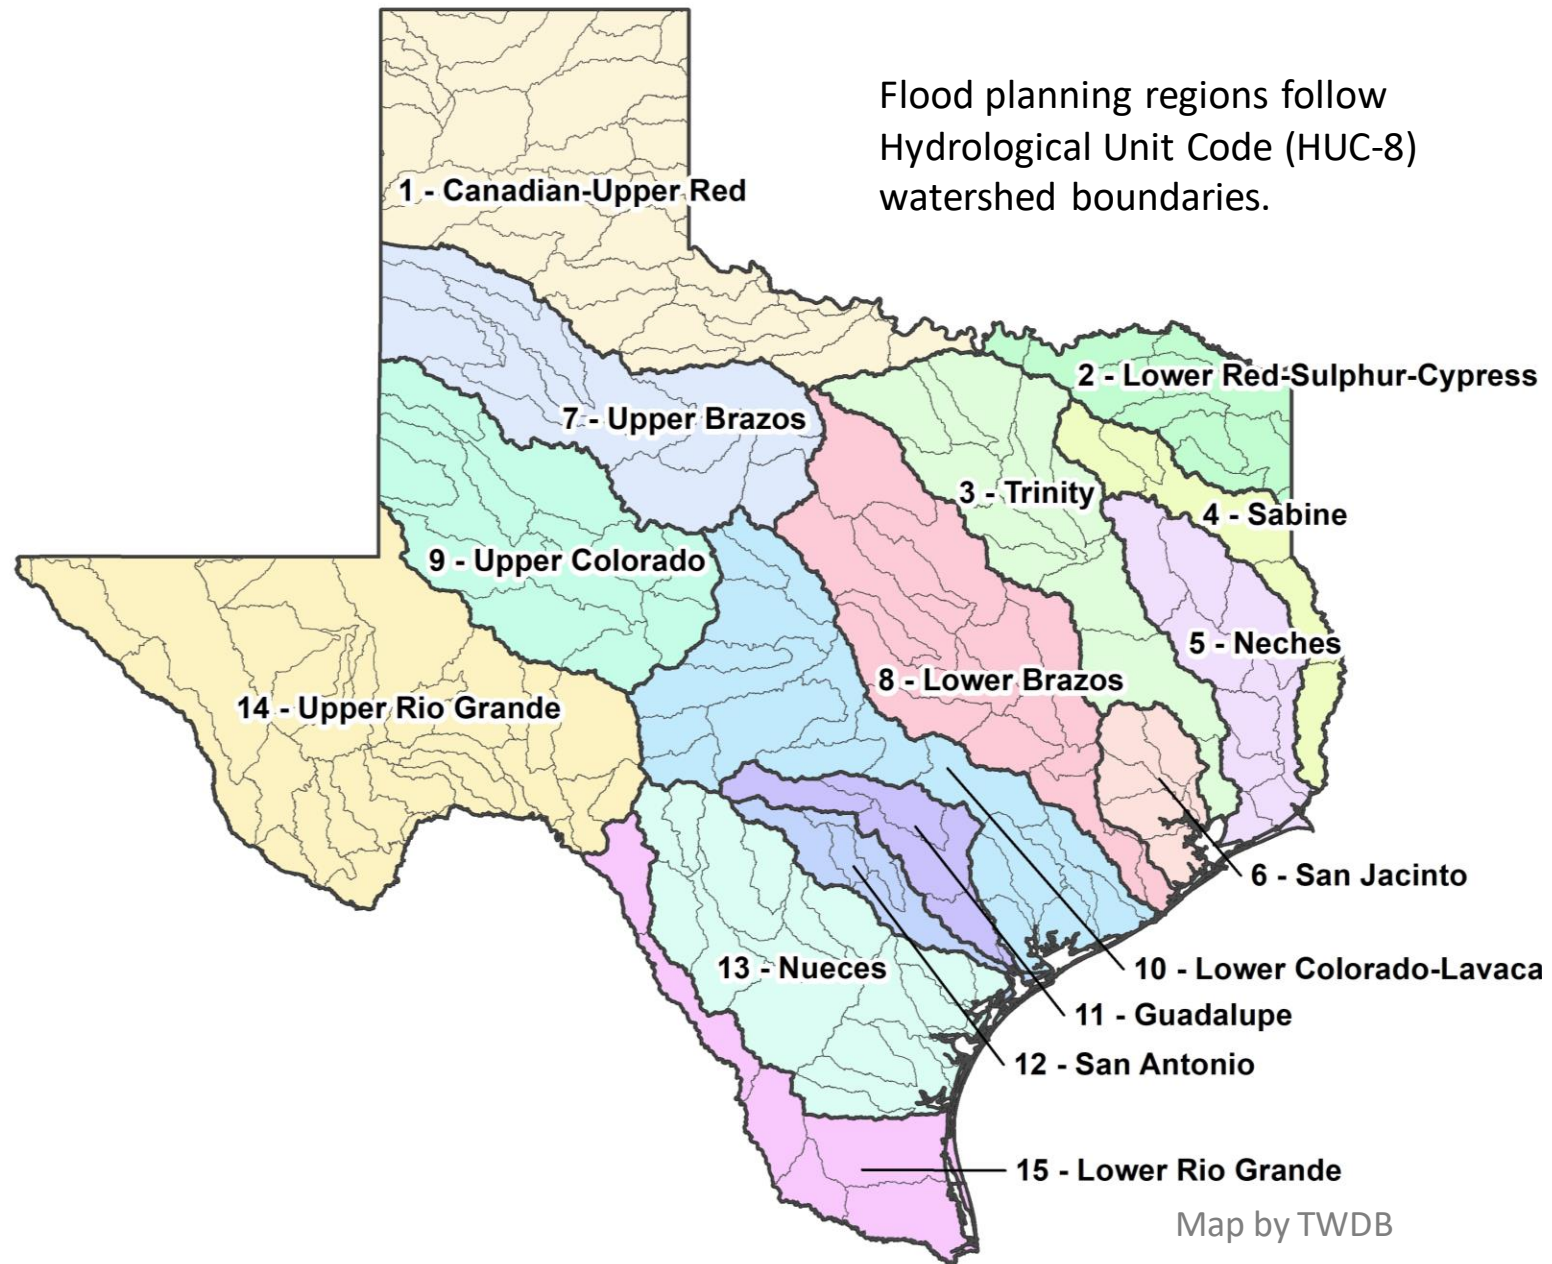 Flood planning regions follow
Hydrological Unit Code (HUC-8)
watershed boundaries.
1 - Canadian-Upper Red
2 - Lower Red-Sulphur-Cypress
7 - Upper Brazos
3 - Trinity
4 - Sabine
9 - Upper Colorado
5 - Neches
8 - Lower Brazos
14 - Upper Rio Grande
6 - San Jacinto
13 - Nueces
10 - Lower Colorado-Lavaca
11 - Guadalupe
12 - San Antonio
15 - Lower Rio Grande
Map by TWDB